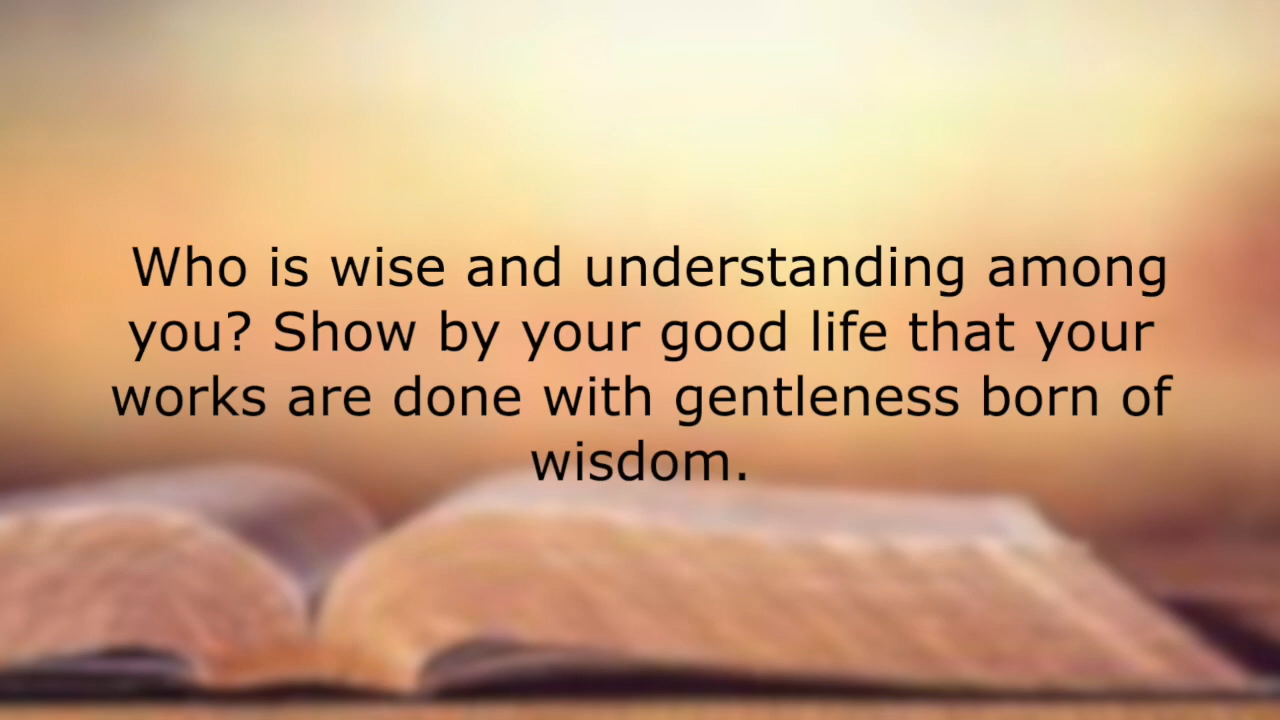 Who is wise and understanding among
you? Show by your good life that your
works are done with gentleness born of
wisdom.